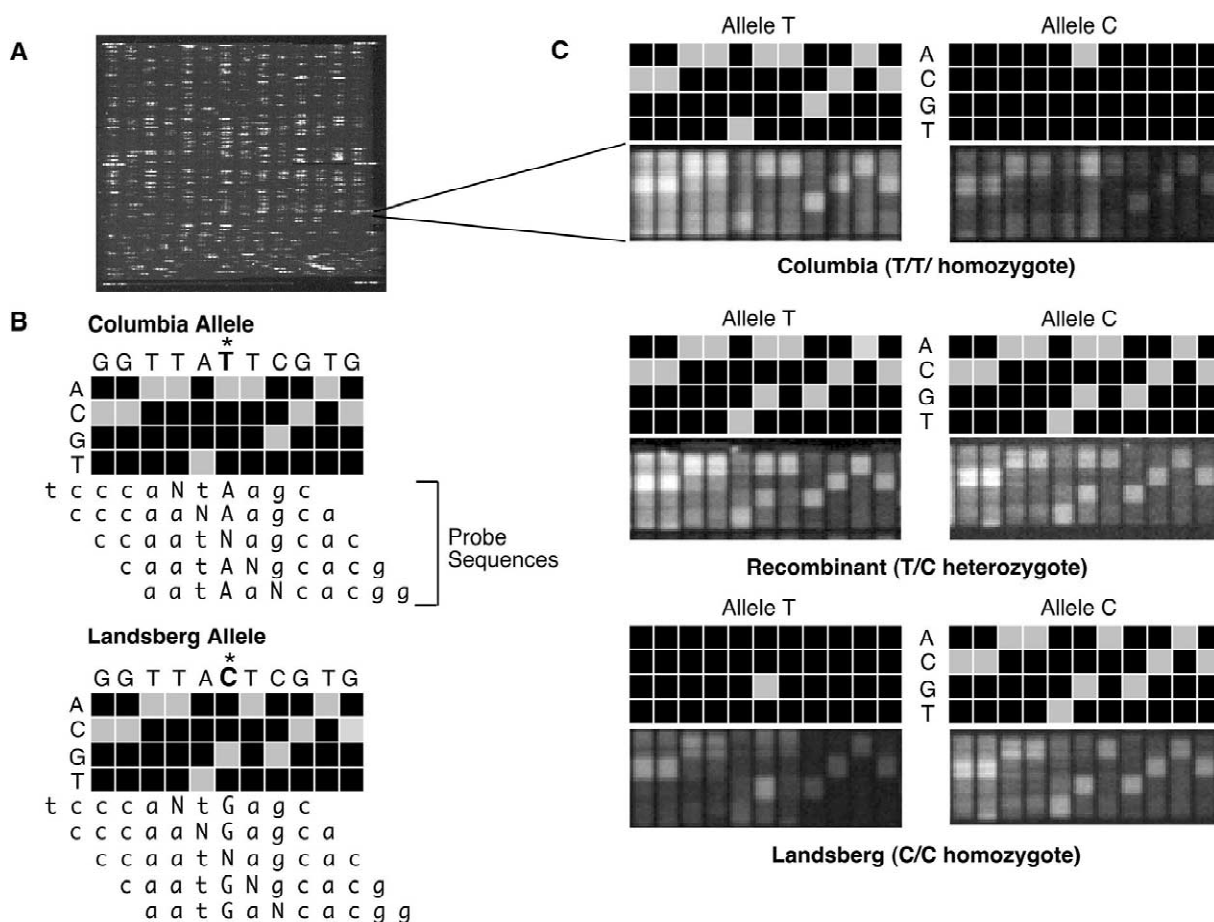 A
B
Columbia Allele
*
G G T T A T T C G T G
A
C
G
T
t c c c a N t A a g c
c c c a a N A a g c a
c c a a t N a g c a c
c a a t A N g c a c g
a a t A a N c a c g g
Probe
Sequences
Landsberg Allele
*
G G T T A C T C G T G
A
C
G
T
t c c c a N t G a g c
c c c a a N G a g c a
c c a a t N a g c a c
c a a t G N g c a c g
a a t G a N c a c g g
C
Allele T
Allele C
A
C
G
T
Columbia (T/T/ homozygote)
Allele T
Allele C
A
C
G
T
Recombinant (T/C heterozygote)
Allele T
Allele C
A
C
G
T
Landsberg (C/C homozygote)